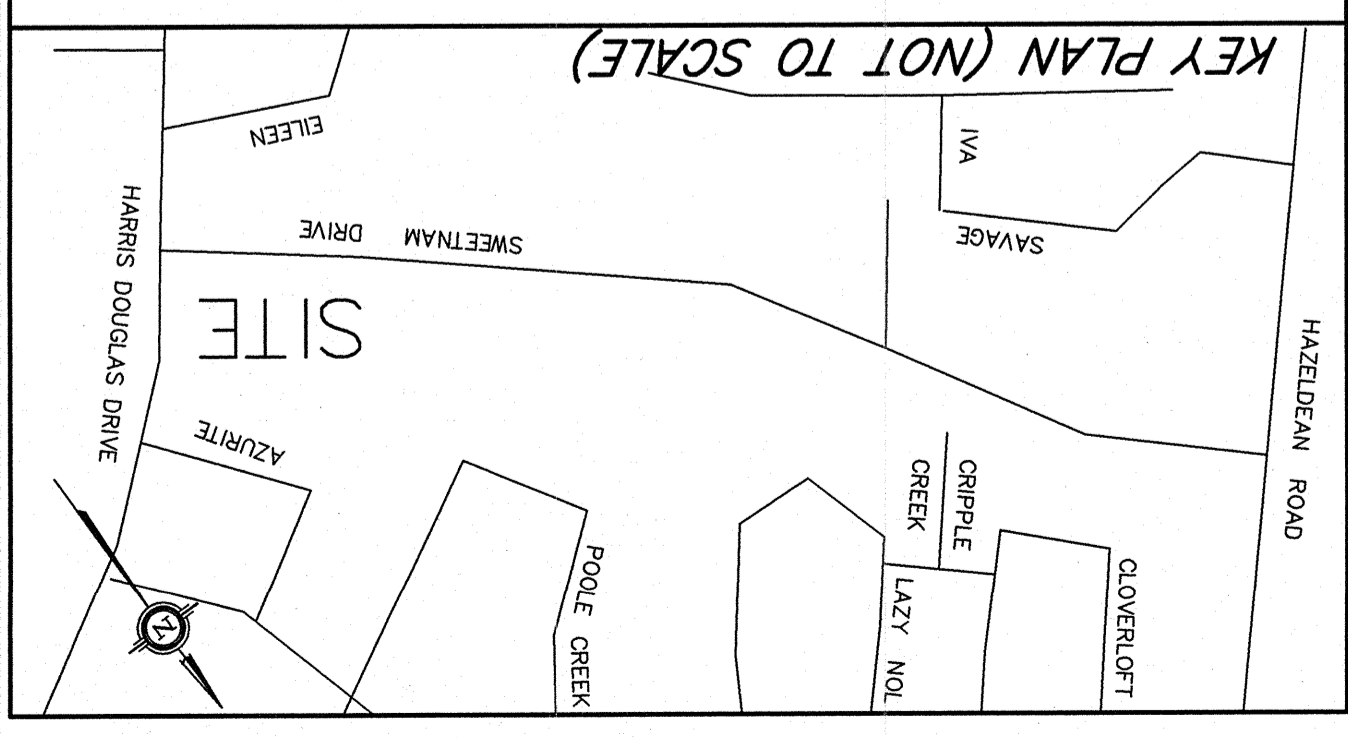 KEY PLAN (NOT TO SCALE)
EILEEN
IVA
SAVAGE
HARRIS DOUGLAS DRIVE
SWEETNAM DRIVE
SITE
HAZELDEAN ROAD
AZURITE
CRIPPLE
CREEK
POOLE CREEK
LAZY NOL
CLOVERLOFT
N